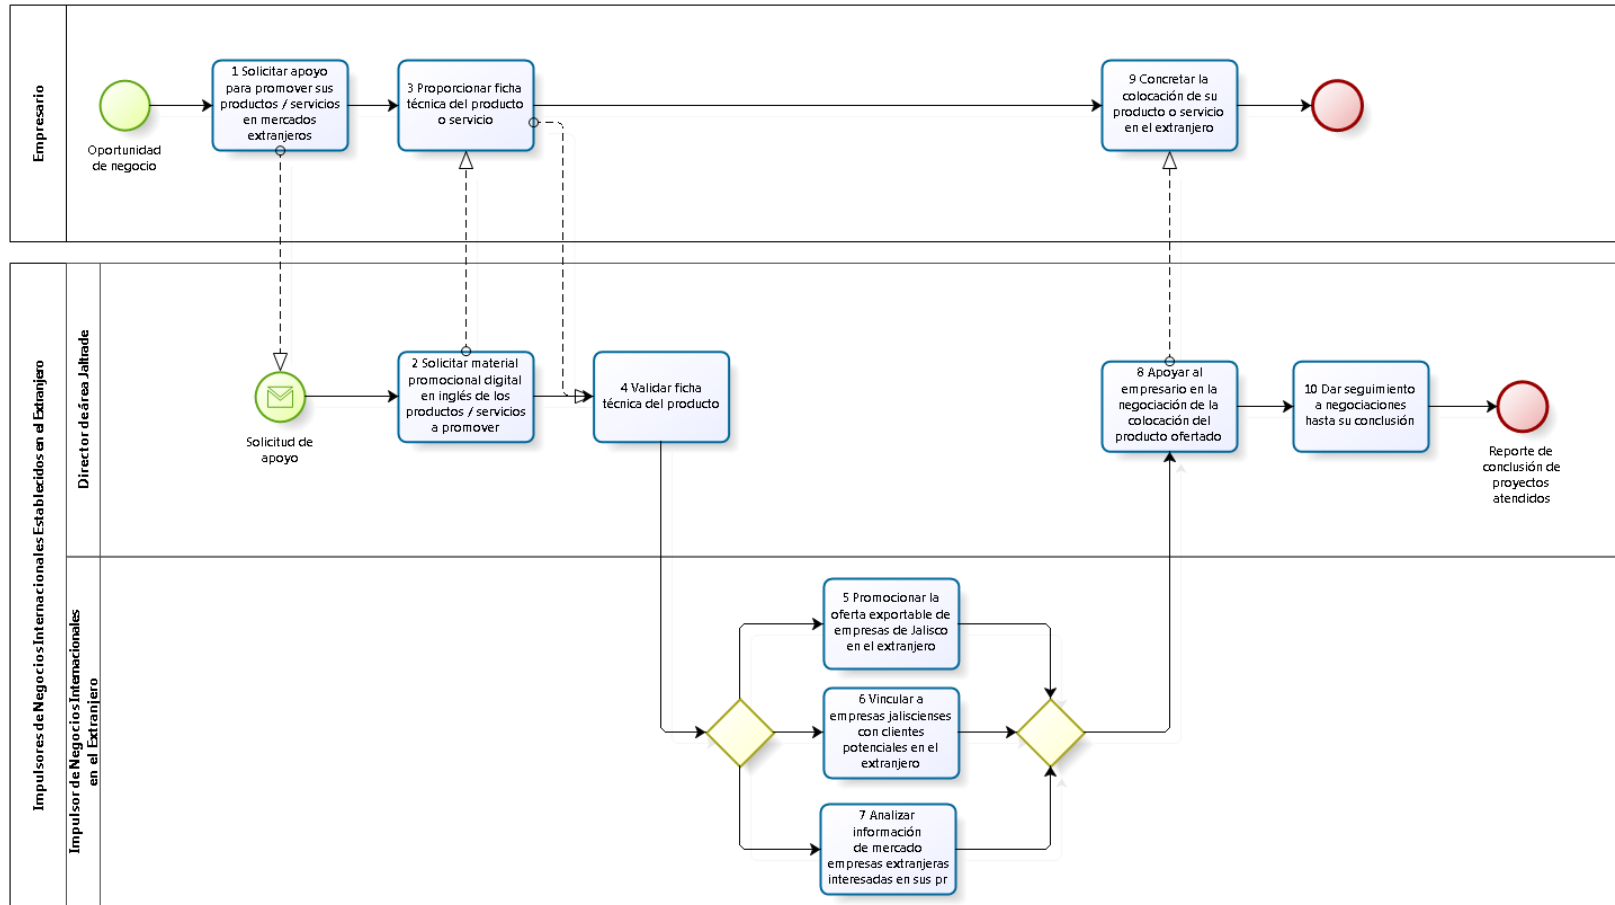 Empresario
Oportunidad
de negocio
1 Solicitar apoyo
para promover sus
productos / servicios
en mercados
extranjeros
3 Proporcionar ficha
técnica del producto
o servicio
9 Concretar la
colocación de su
producto o servicio
en el extranjero
Impulsores de Negocios Internacionales Establecidos en el Extranjero
Director de área Jaltrade
Solicitud de
apoyo
2 Solicitar material
promocional digital
en inglés de los
productos / servicios
a promover
4 Validar ficha
técnica del producto
8 Apoyar al
empresario en la
negociación de la
colocación del
producto ofertado
10 Dar seguimiento
a negociaciones
hasta su conclusión
Reporte de
conclusión de
proyectos
atendidos
Impulsor de Negocios Internacionales
en el Extranjero
5 Promocionar la
oferta exportable de
empresas de Jalisco
en el extranjero
6 Vincular a
empresas jaliscienses
con clientes
potenciales en el
extranjero
7 Analizar
información
de mercado
empresas extranjeras
interesadas en sus pr